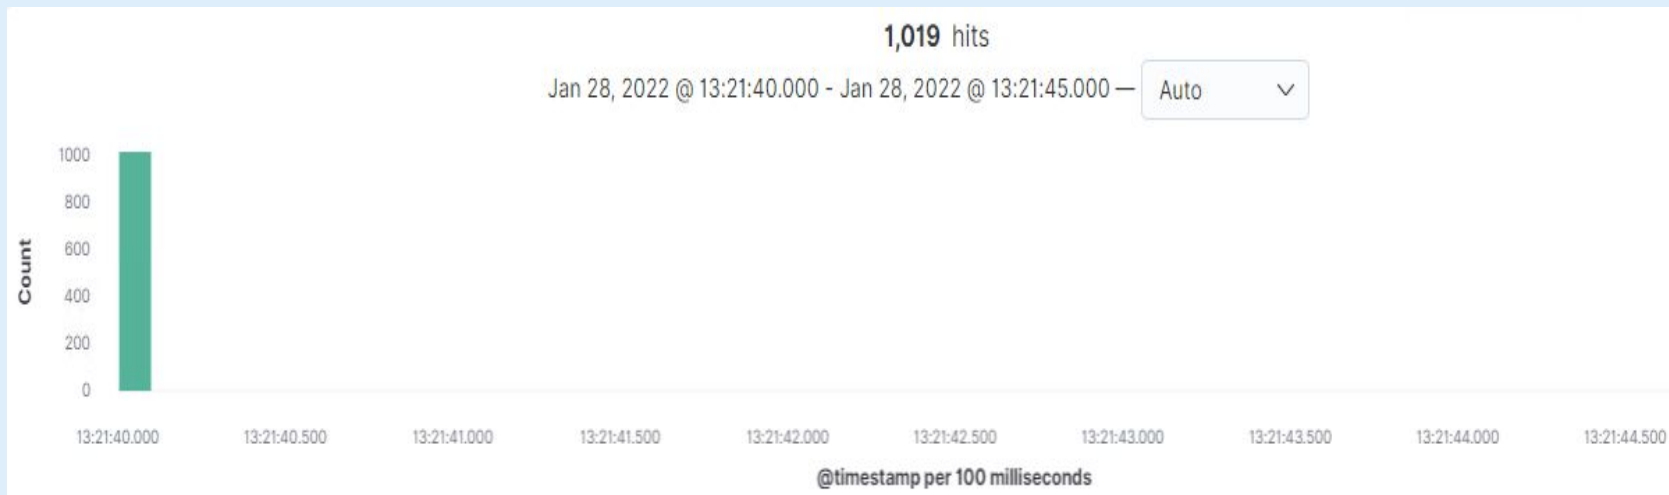 1,019 hits
Jan 28, 2022 @ 13:21:40.000 - Jan 28, 2022 @ 13:21:45.000 — Auto
1000
800
600
400
200
0
Count
13:21:40.000 13:21:40.500 13:21:41.000 13:21:41.500 13:21:42.000 13:21:42.500 13:21:43.000 13:21:43.500 13:21:44.000 13:21:44.500
@timestamp per 100 milliseconds